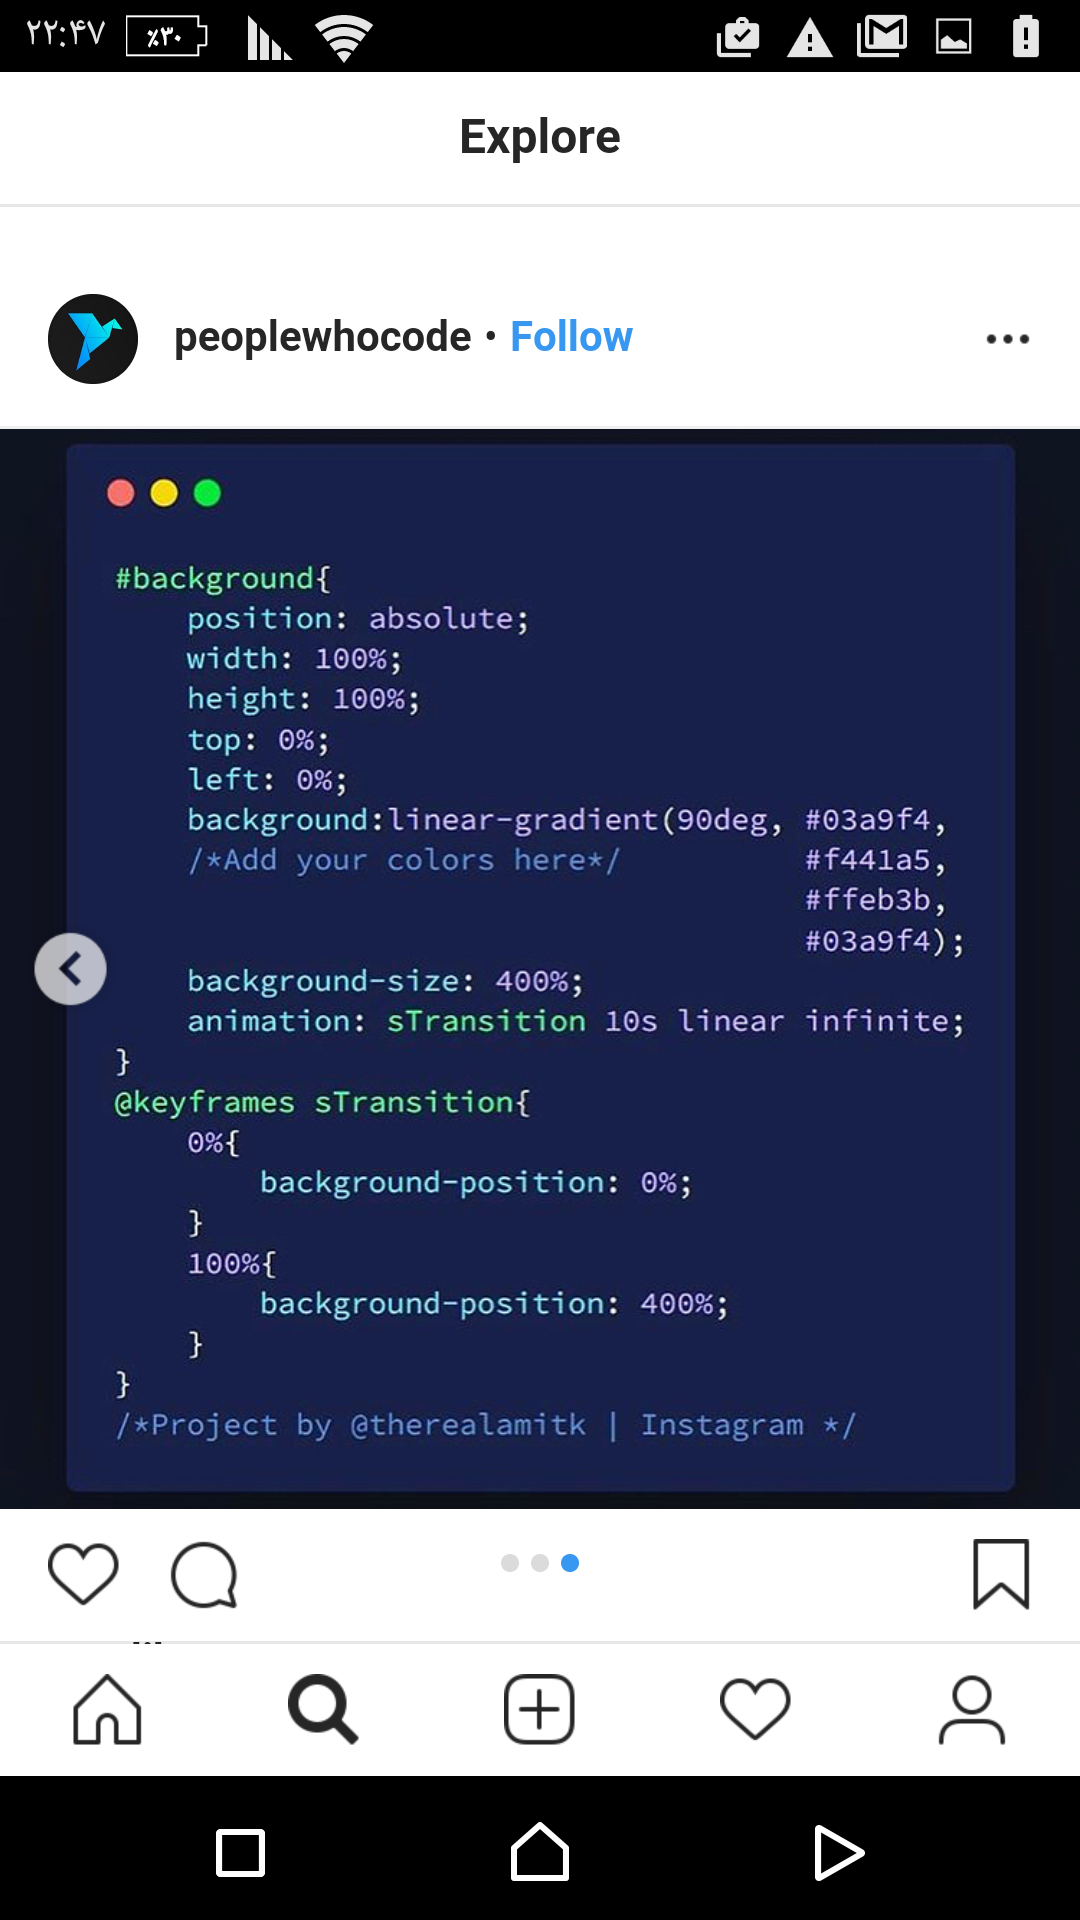 ۲۲:۴۷ ٪۳۰
Explore
peoplewhocode • Follow
#background{
    position: absolute;
    width: 100%;
    height: 100%;
    top: 0%;
    left: 0%;
    background:linear-gradient(90deg, #03a9f4,
    /*Add your colors here*/          #f441a5,
                                      #ffeb3b,
                                      #03a9f4);
    background-size: 400%;
    animation: sTransition 10s linear infinite;
}
@keyframes sTransition{
    0%{
        background-position: 0%;
    }
    100%{
        background-position: 400%;
    }
}
/*Project by @therealamitk | Instagram */